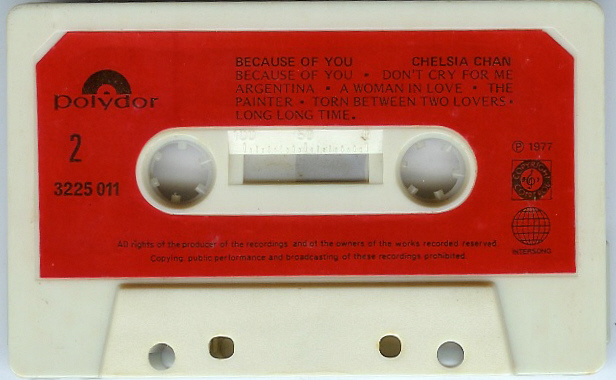 BECAUSE OF YOU CHELSIA CHAN
BECAUSE OF YOU • DON'T CRY FOR ME
ARGENTINA • A WOMAN IN LOVE • THE
PAINTER • TORN BETWEEN TWO LOVERS •
LONG LONG TIME.
polydor
2
3225 011
100 50
℗ 1977
INTERSONG
All rights of the producer of the recordings and of the owners of the works recorded reserved.
Copying, public performance and broadcasting of these recordings prohibited.